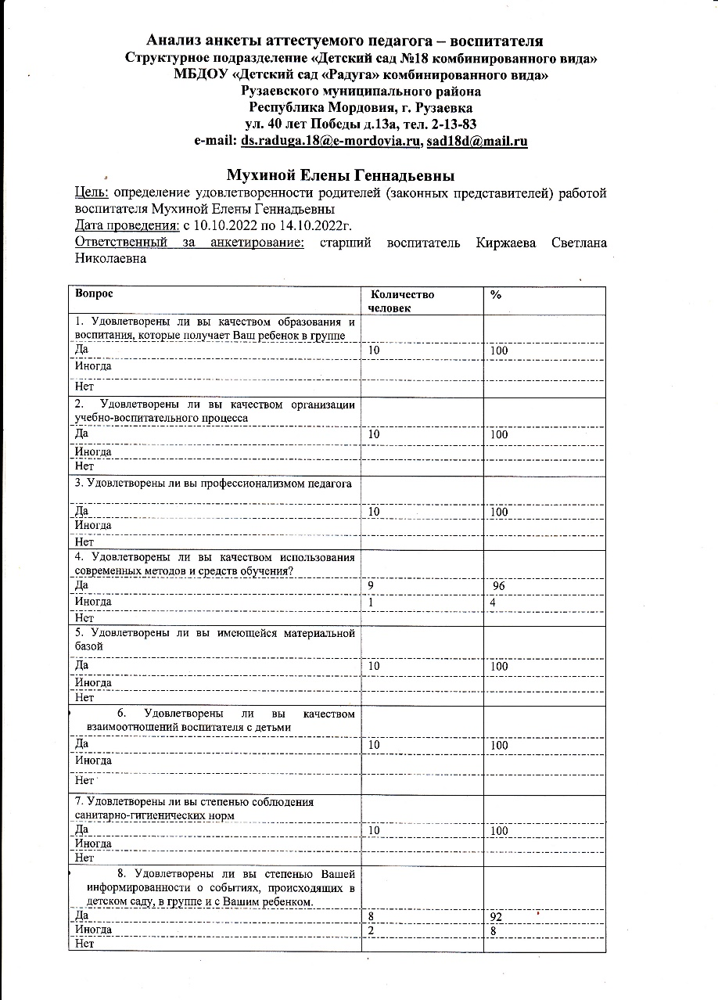 Анализ анкеты аттестуемого педагога – воспитателя
Структурное подразделение «Детский сад №18 комбинированного вида»
МБДОУ «Детский сад «Радуга» комбинированного вида»
Рузаевского муниципального района
Республика Мордовия, г. Рузаевка
ул. 40 лет Победы д.13а, тел. 2-13-83
e-mail: ds.raduga.18@e-mordovia.ru, sad18d@mail.ru
Мухиной Елены Геннадьевны
Цель: определение удовлетворенности родителей (законных представителей) работой
воспитателя Мухиной Елены Геннадьевны
Дата проведения: с 10.10.2022 по 14.10.2022г.
Ответственный за анкетирование: старший воспитатель Киржаева Светлана
Николаевна
Вопрос Количество %
человек
1. Удовлетворены ли вы качеством образования и
воспитания, которые получает Ваш ребенок в группе
Да 10 100
Иногда
Нет
2. Удовлетворены ли вы качеством организации
учебно-воспитательного процесса
Да 10 100
Иногда
Нет
3. Удовлетворены ли вы профессионализмом педагога
Да 10 100
Иногда
Нет
4. Удовлетворены ли вы качеством использования
современных методов и средств обучения?
Да 9 96
Иногда 1 4
Нет
5. Удовлетворены ли вы имеющейся материальной
базой
Да 10 100
Иногда
Нет
6. Удовлетворены ли вы качеством
взаимоотношений воспитателя с детьми
Да 10 100
Иногда
Нет
7. Удовлетворены ли вы степенью соблюдения
санитарно-гигиенических норм
Да 10 100
Иногда
Нет
8. Удовлетворены ли вы степенью Вашей
информированности о событиях, происходящих в
детском саду, в группе и с Вашим ребенком.
Да 8 92
Иногда 2 8
Нет